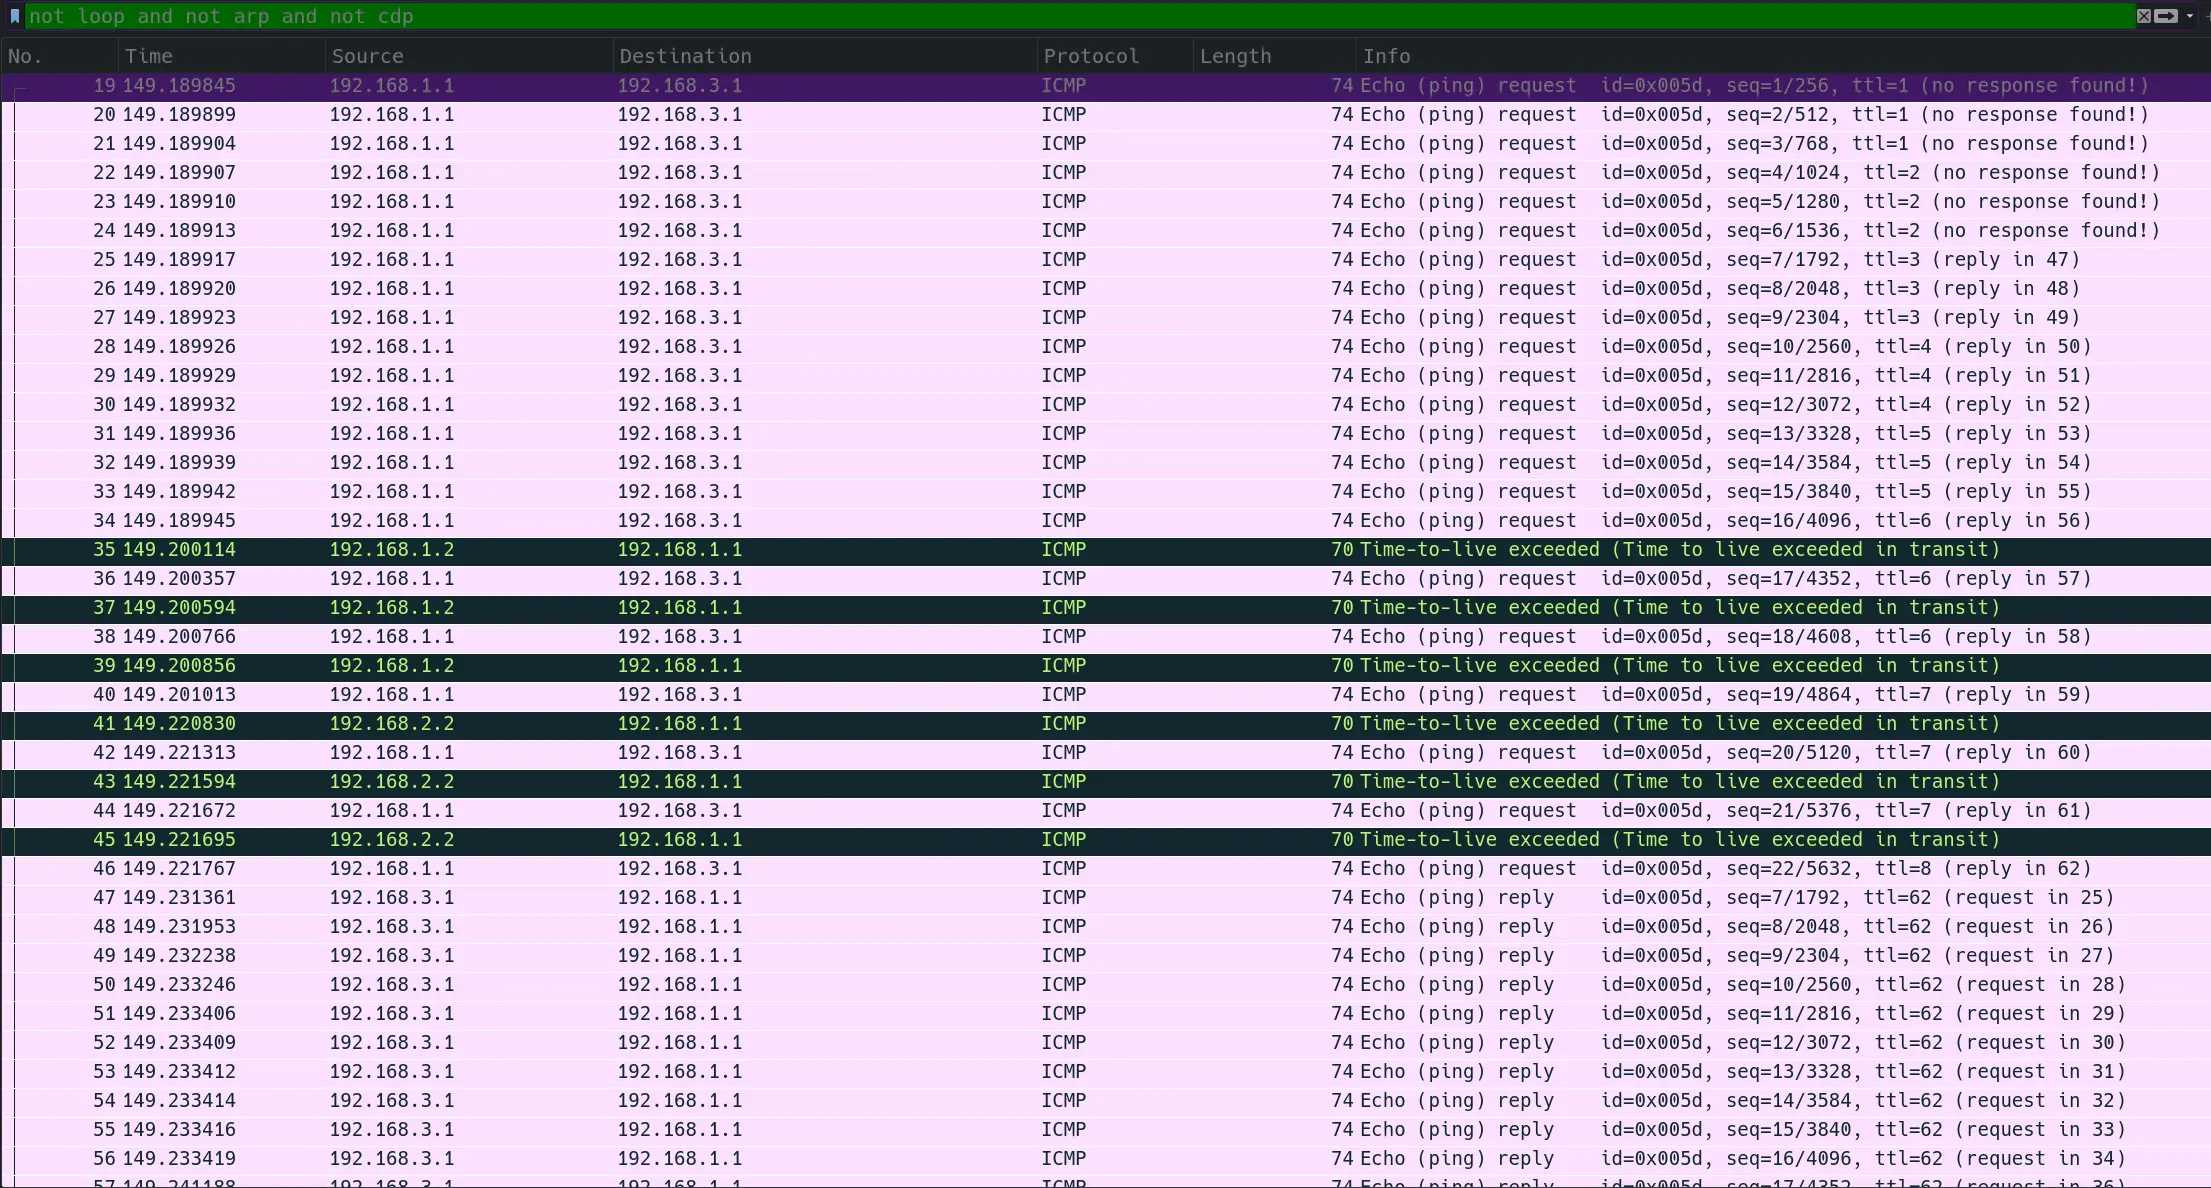 not loop and not arp and not cdp
No. Time Source Destination Protocol Length Info
19 149.189845 192.168.1.1 192.168.3.1 ICMP 74 Echo (ping) request id=0x005d, seq=1/256, ttl=1 (no response found!)
20 149.189899 192.168.1.1 192.168.3.1 ICMP 74 Echo (ping) request id=0x005d, seq=2/512, ttl=1 (no response found!)
21 149.189904 192.168.1.1 192.168.3.1 ICMP 74 Echo (ping) request id=0x005d, seq=3/768, ttl=1 (no response found!)
22 149.189907 192.168.1.1 192.168.3.1 ICMP 74 Echo (ping) request id=0x005d, seq=4/1024, ttl=2 (no response found!)
23 149.189910 192.168.1.1 192.168.3.1 ICMP 74 Echo (ping) request id=0x005d, seq=5/1280, ttl=2 (no response found!)
24 149.189913 192.168.1.1 192.168.3.1 ICMP 74 Echo (ping) request id=0x005d, seq=6/1536, ttl=2 (no response found!)
25 149.189917 192.168.1.1 192.168.3.1 ICMP 74 Echo (ping) request id=0x005d, seq=7/1792, ttl=3 (reply in 47)
26 149.189920 192.168.1.1 192.168.3.1 ICMP 74 Echo (ping) request id=0x005d, seq=8/2048, ttl=3 (reply in 48)
27 149.189923 192.168.1.1 192.168.3.1 ICMP 74 Echo (ping) request id=0x005d, seq=9/2304, ttl=3 (reply in 49)
28 149.189926 192.168.1.1 192.168.3.1 ICMP 74 Echo (ping) request id=0x005d, seq=10/2560, ttl=4 (reply in 50)
29 149.189929 192.168.1.1 192.168.3.1 ICMP 74 Echo (ping) request id=0x005d, seq=11/2816, ttl=4 (reply in 51)
30 149.189932 192.168.1.1 192.168.3.1 ICMP 74 Echo (ping) request id=0x005d, seq=12/3072, ttl=4 (reply in 52)
31 149.189936 192.168.1.1 192.168.3.1 ICMP 74 Echo (ping) request id=0x005d, seq=13/3328, ttl=5 (reply in 53)
32 149.189939 192.168.1.1 192.168.3.1 ICMP 74 Echo (ping) request id=0x005d, seq=14/3584, ttl=5 (reply in 54)
33 149.189942 192.168.1.1 192.168.3.1 ICMP 74 Echo (ping) request id=0x005d, seq=15/3840, ttl=5 (reply in 55)
34 149.189945 192.168.1.1 192.168.3.1 ICMP 74 Echo (ping) request id=0x005d, seq=16/4096, ttl=6 (reply in 56)
35 149.200114 192.168.1.2 192.168.1.1 ICMP 70 Time-to-live exceeded (Time to live exceeded in transit)
36 149.200357 192.168.1.1 192.168.3.1 ICMP 74 Echo (ping) request id=0x005d, seq=17/4352, ttl=6 (reply in 57)
37 149.200594 192.168.1.2 192.168.1.1 ICMP 70 Time-to-live exceeded (Time to live exceeded in transit)
38 149.200766 192.168.1.1 192.168.3.1 ICMP 74 Echo (ping) request id=0x005d, seq=18/4608, ttl=6 (reply in 58)
39 149.200856 192.168.1.2 192.168.1.1 ICMP 70 Time-to-live exceeded (Time to live exceeded in transit)
40 149.201013 192.168.1.1 192.168.3.1 ICMP 74 Echo (ping) request id=0x005d, seq=19/4864, ttl=7 (reply in 59)
41 149.220830 192.168.2.2 192.168.1.1 ICMP 70 Time-to-live exceeded (Time to live exceeded in transit)
42 149.221313 192.168.1.1 192.168.3.1 ICMP 74 Echo (ping) request id=0x005d, seq=20/5120, ttl=7 (reply in 60)
43 149.221594 192.168.2.2 192.168.1.1 ICMP 70 Time-to-live exceeded (Time to live exceeded in transit)
44 149.221672 192.168.1.1 192.168.3.1 ICMP 74 Echo (ping) request id=0x005d, seq=21/5376, ttl=7 (reply in 61)
45 149.221695 192.168.2.2 192.168.1.1 ICMP 70 Time-to-live exceeded (Time to live exceeded in transit)
46 149.221767 192.168.1.1 192.168.3.1 ICMP 74 Echo (ping) request id=0x005d, seq=22/5632, ttl=8 (reply in 62)
47 149.231361 192.168.3.1 192.168.1.1 ICMP 74 Echo (ping) reply id=0x005d, seq=7/1792, ttl=62 (request in 25)
48 149.231953 192.168.3.1 192.168.1.1 ICMP 74 Echo (ping) reply id=0x005d, seq=8/2048, ttl=62 (request in 26)
49 149.232238 192.168.3.1 192.168.1.1 ICMP 74 Echo (ping) reply id=0x005d, seq=9/2304, ttl=62 (request in 27)
50 149.233246 192.168.3.1 192.168.1.1 ICMP 74 Echo (ping) reply id=0x005d, seq=10/2560, ttl=62 (request in 28)
51 149.233406 192.168.3.1 192.168.1.1 ICMP 74 Echo (ping) reply id=0x005d, seq=11/2816, ttl=62 (request in 29)
52 149.233409 192.168.3.1 192.168.1.1 ICMP 74 Echo (ping) reply id=0x005d, seq=12/3072, ttl=62 (request in 30)
53 149.233412 192.168.3.1 192.168.1.1 ICMP 74 Echo (ping) reply id=0x005d, seq=13/3328, ttl=62 (request in 31)
54 149.233414 192.168.3.1 192.168.1.1 ICMP 74 Echo (ping) reply id=0x005d, seq=14/3584, ttl=62 (request in 32)
55 149.233416 192.168.3.1 192.168.1.1 ICMP 74 Echo (ping) reply id=0x005d, seq=15/3840, ttl=62 (request in 33)
56 149.233419 192.168.3.1 192.168.1.1 ICMP 74 Echo (ping) reply id=0x005d, seq=16/4096, ttl=62 (request in 34)